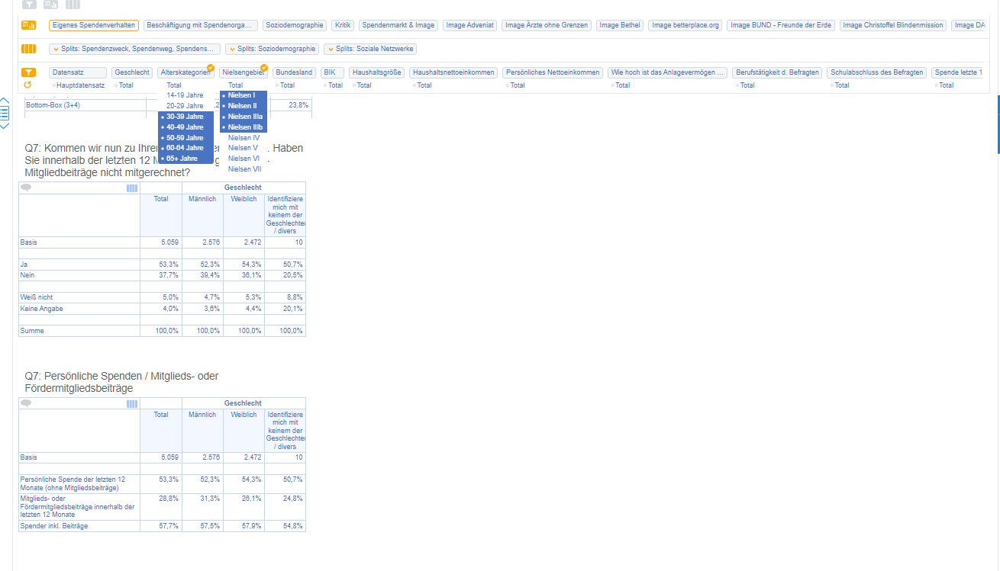 Eigenes Spendenverhalten Beschäftigung mit Spendenorga... Soziodemographie Kritik Spendenmarkt & Image Image Adveniat Image Ärzte ohne Grenzen Image Bethel Image betterplace.org Image BUND - Freunde der Erde Image Christoffel Blindenmission Image DA
Splits: Spendenzweck, Spendenweg, Spendens... Splits: Soziodemographie Splits: Soziale Netzwerke
Datensatz Geschlecht Alterskategorien Nielsengebiet Bundesland BIK Haushaltsgröße Haushaltsnettoeinkommen Persönliches Nettoeinkommen Wie hoch ist das Anlagevermögen ... Berufstätigkeit d. Befragten Schulabschluss des Befragten Spende letzte 1
Hauptdatensatz Total Total Total Total Total Total Total Total Total Total Total Total
14-19 Jahre Nielsen I
Bottom-Box (3+4) 20-29 Jahre Nielsen II 23,8%
30-39 Jahre Nielsen IIIa
40-49 Jahre Nielsen IIIb
50-59 Jahre Nielsen IV
Q7: Kommen wir nun zu 60-64 Jahre Nielsen V . Haben
Sie innerhalb der letzten 12 65+ Jahre Nielsen VI -
Mitgliedbeiträge nicht mitgerechnet? Nielsen VII
Geschlecht
Total Männlich Weiblich Identifiziere
mich mit
keinem der
Geschlechter
/ divers
Basis 5.059 2.576 2.472 10
Ja 53,3% 52,3% 54,3% 50,7%
Nein 37,7% 39,4% 36,1% 20,5%
Weiß nicht 5,0% 4,7% 5,3% 8,8%
Keine Angabe 4,0% 3,6% 4,4% 20,1%
Summe 100,0% 100,0% 100,0% 100,0%
Q7: Persönliche Spenden / Mitglieds- oder
Fördermitgliedsbeiträge
Geschlecht
Total Männlich Weiblich Identifiziere
mich mit
keinem der
Geschlechter
/ divers
Basis 5.059 2.576 2.472 10
Persönliche Spende der letzten 12 53,3% 52,3% 54,3% 50,7%
Monate (ohne Mitgliedsbeiträge)
Mitglieds- oder 28,8% 31,3% 26,1% 24,8%
Fördermitgliedsbeiträge innerhalb der
letzten 12 Monate
Spender inkl. Beiträge 57,7% 57,5% 57,9% 54,8%